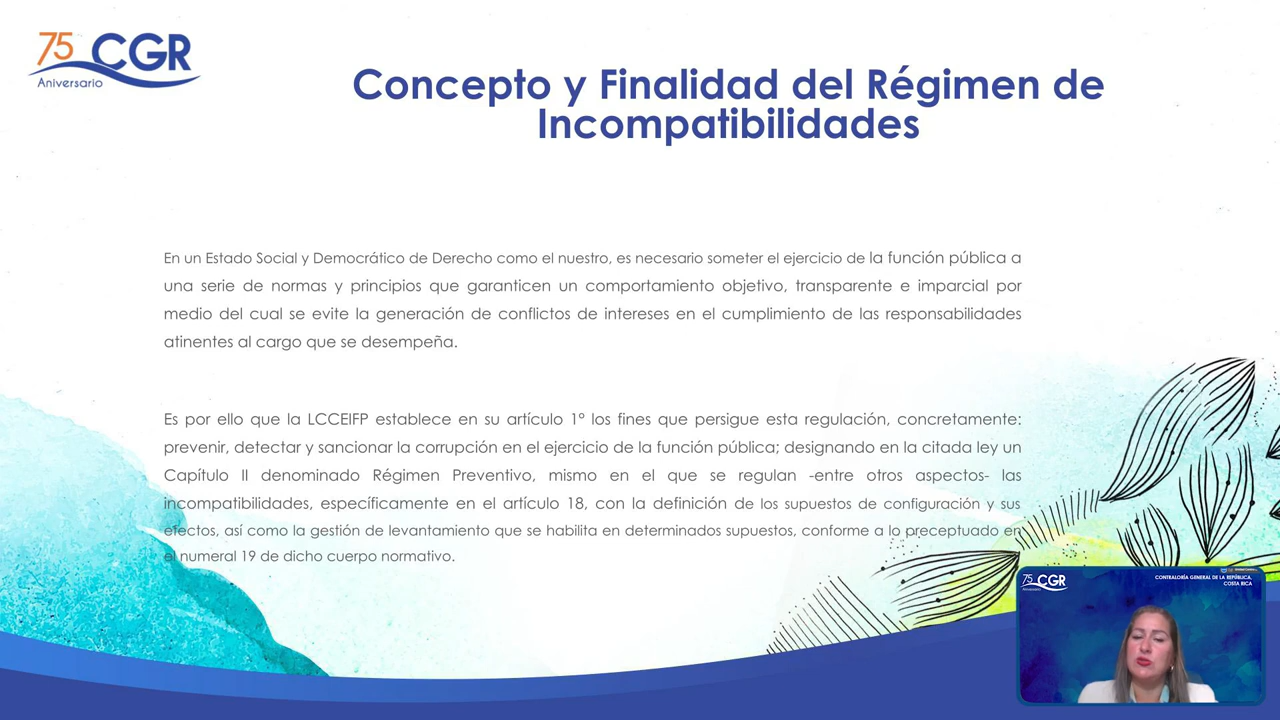 75 CGR
Aniversario
Concepto y Finalidad del Régimen de
Incompatibilidades
En un Estado Social y Democrático de Derecho como el nuestro, es necesario someter el ejercicio de la función pública a
una serie de normas y principios que garanticen un comportamiento objetivo, transparente e imparcial por
medio del cual se evite la generación de conflictos de intereses en el cumplimiento de las responsabilidades
atinentes al cargo que se desempeña.
Es por ello que la LCCEIFP establece en su artículo 1° los fines que persigue esta regulación, concretamente:
prevenir, detectar y sancionar la corrupción en el ejercicio de la función pública; designando en la citada ley un
Capítulo II denominado Régimen Preventivo, mismo en el que se regulan -entre otros aspectos- las
incompatibilidades, específicamente en el artículo 18, con la definición de los supuestos de configuración y sus
efectos, así como la gestión de levantamiento que se habilita en determinados supuestos, conforme a lo preceptuado en
el numeral 19 de dicho cuerpo normativo.
75 CGR
Aniversario
CONTRALORÍA GENERAL DE LA REPÚBLICA,
COSTA RICA